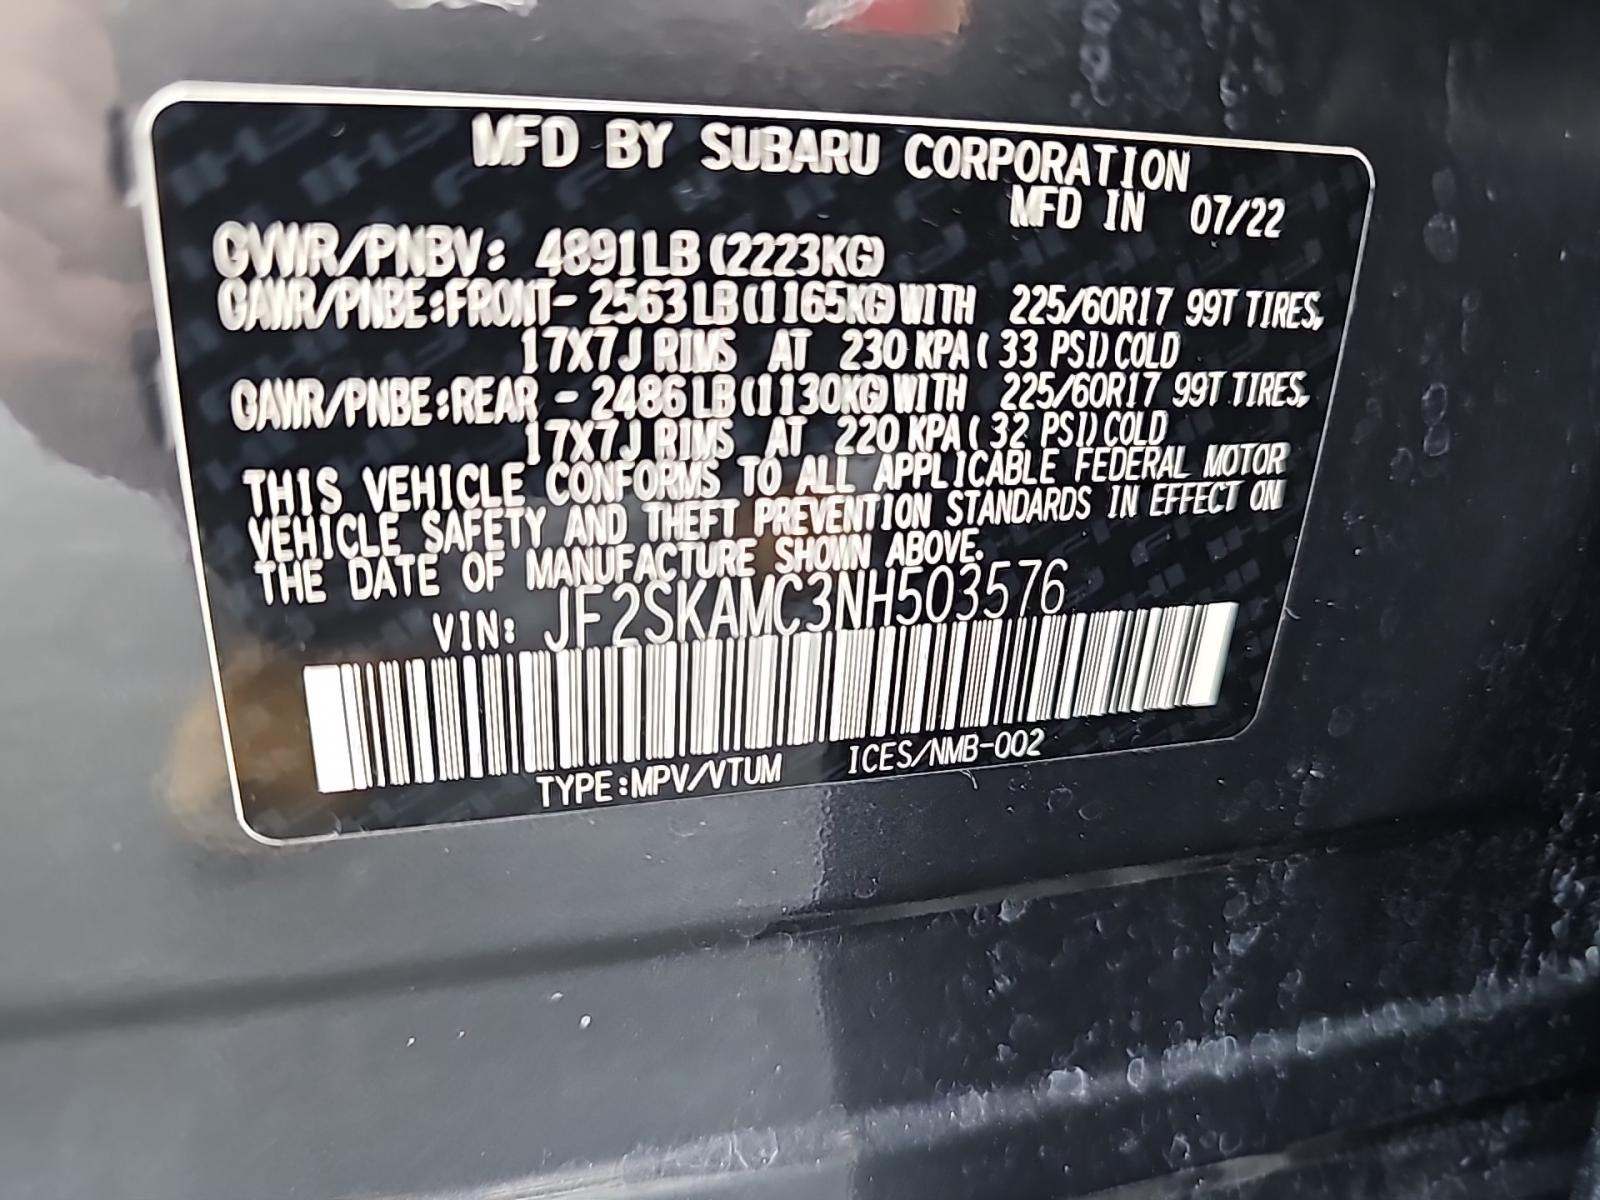 MFD BY SUBARU CORPORATION
MFD IN 07/22
GVWR/PNBV: 4891LB (2223KG)
GAWR/PNBE:FRONT- 2563LB(1165KG)WITH 225/60R17 99T TIRES,
17X7J RIMS AT 230 KPA( 33 PSI)COLD
GAWR/PNBE:REAR - 2486LB(1130KG)WITH 225/60R17 99T TIRES,
17X7J RIMS AT 220 KPA( 32 PSI)COLD
THIS VEHICLE CONFORMS TO ALL APPLICABLE FEDERAL MOTOR
VEHICLE SAFETY AND THEFT PREVENTION STANDARDS IN EFFECT ON
THE DATE OF MANUFACTURE SHOWN ABOVE.
VIN: JF2SKAMC3NH503576
TYPE:MPV/VTUM ICES/NMB-002